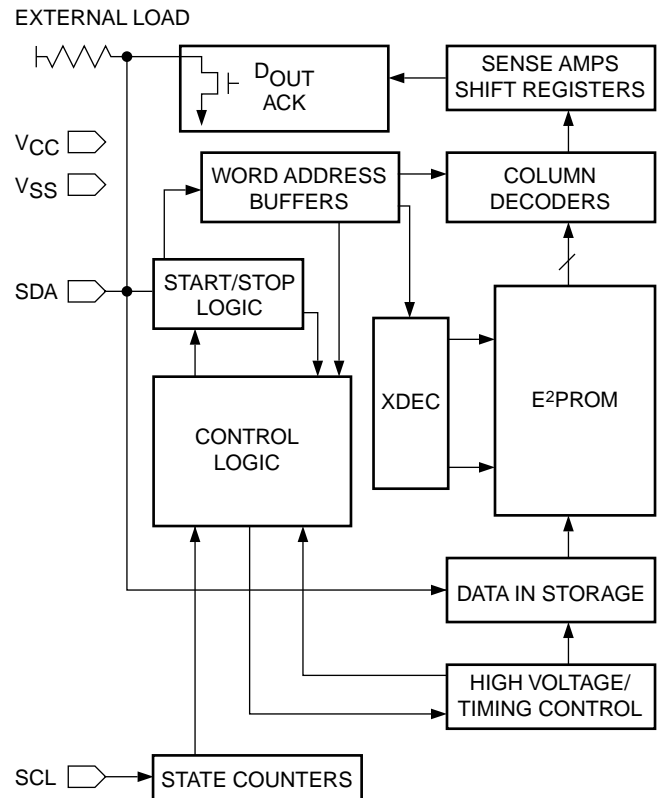 EXTERNAL LOAD
DOUT
ACK
SENSE AMPS
SHIFT REGISTERS
VCC
VSS
WORD ADDRESS
BUFFERS
COLUMN
DECODERS
SDA
START/STOP
LOGIC
XDEC
E2PROM
CONTROL
LOGIC
DATA IN STORAGE
HIGH VOLTAGE/
TIMING CONTROL
SCL
STATE COUNTERS